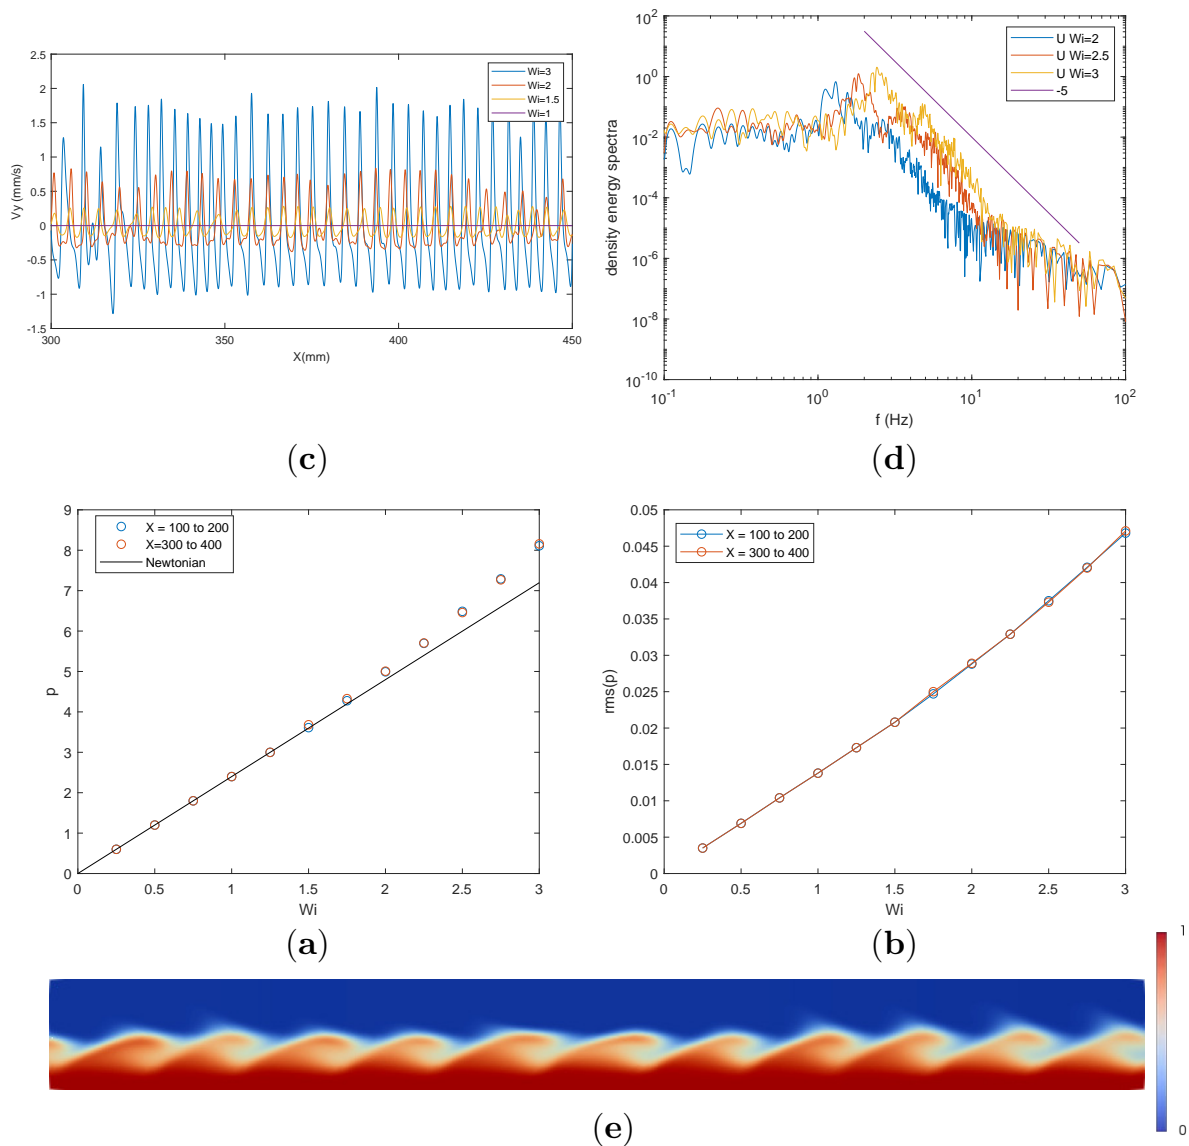 2.5
2
1.5
1
0.5
0
-0.5
-1
-1.5
Vy (mm/s)
300
350
400
450
X(mm)
Wi=3
Wi=2
Wi=1.5
Wi=1
(c)
10^2
10^0
10^-2
10^-4
10^-6
10^-8
10^-10
density energy spectra
10^-1
10^0
10^1
10^2
f (Hz)
U Wi=2
U Wi=2.5
U Wi=3
-5
(d)
9
8
7
6
5
4
3
2
1
0
p
0
0.5
1
1.5
2
2.5
3
Wi
X = 100 to 200
X=300 to 400
Newtonian
(a)
0.05
0.045
0.04
0.035
0.03
0.025
0.02
0.015
0.01
0.005
0
rms(p)
0
0.5
1
1.5
2
2.5
3
Wi
X = 100 to 200
X = 300 to 400
(b)
1
0
(e)